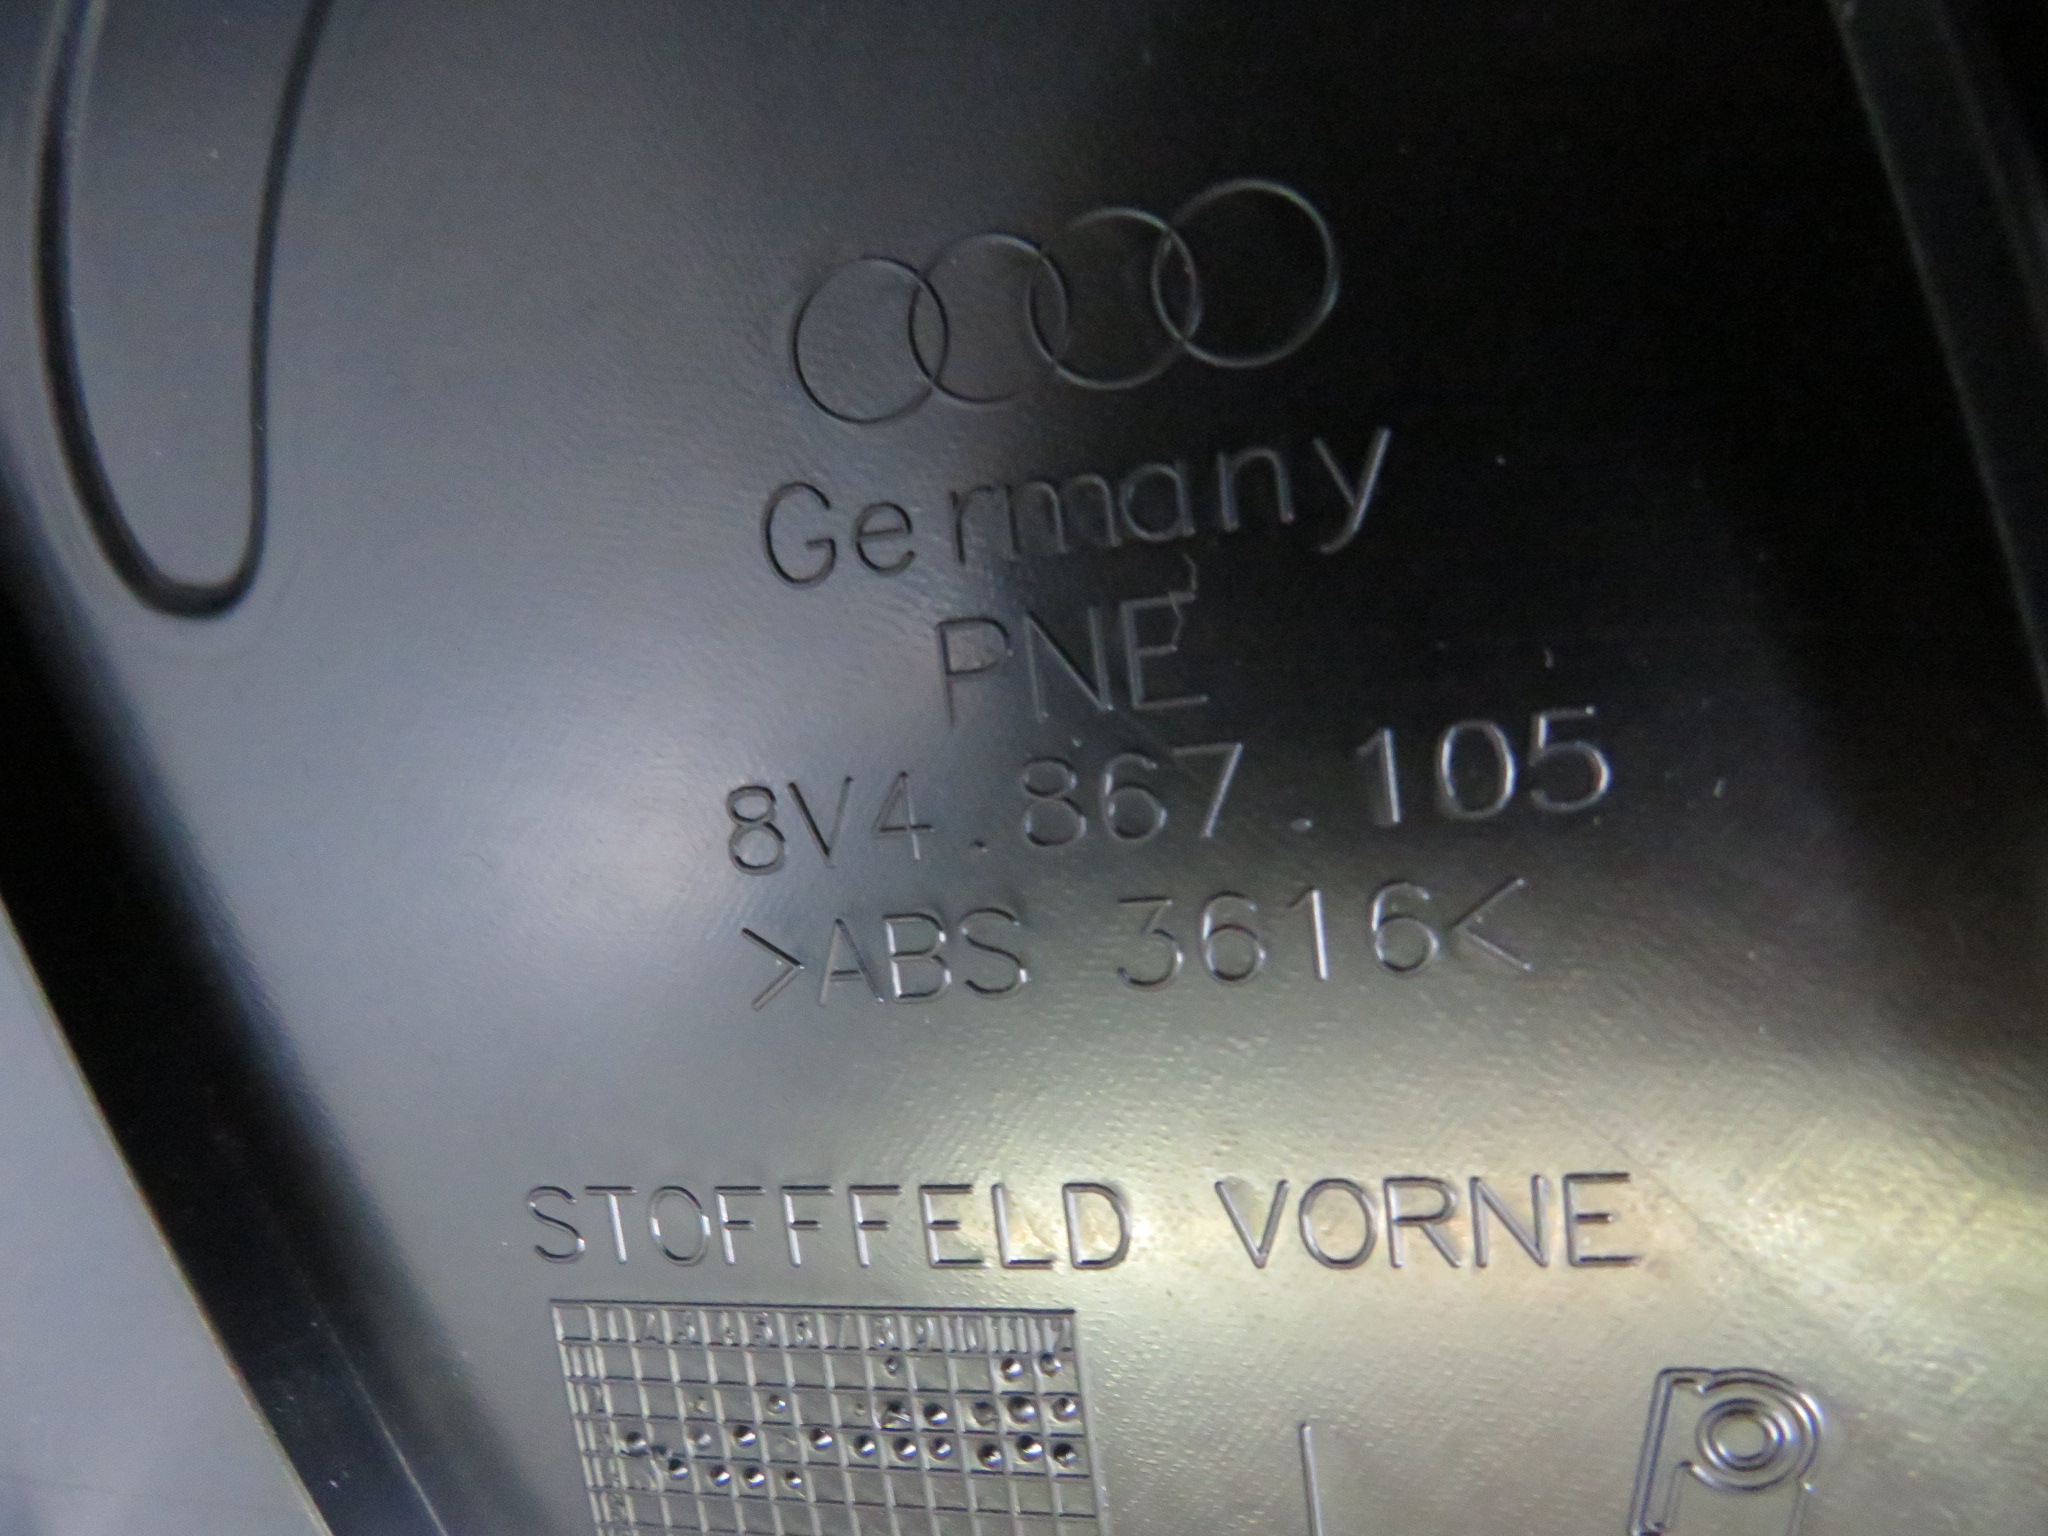 Germany
PNE
8V4.867.105
>ABS 3616<
STOFFFELD VORNE